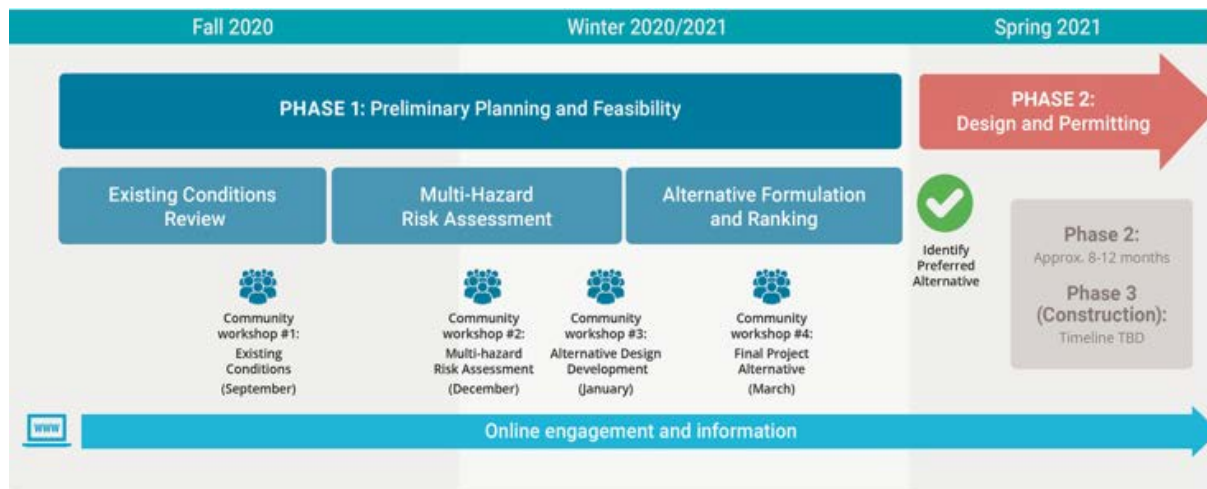 Fall 2020
Winter 2020/2021
Spring 2021
PHASE 1: Preliminary Planning and Feasibility
PHASE 2:
Design and Permitting
Existing Conditions
Review
Multi-Hazard
Risk Assessment
Alternative Formulation
and Ranking
Identify
Preferred
Alternative
Phase 2:
Approx. 8-12 months
Phase 3
(Construction):
Timeline TBD
Community
workshop #1:
Existing
Conditions
(September)
Community
workshop #2:
Multi-hazard
Risk Assessment
(December)
Community
workshop #3:
Alternative Design
Development
(January)
Community
workshop #4:
Final Project
Alternative
(March)
www
Online engagement and information